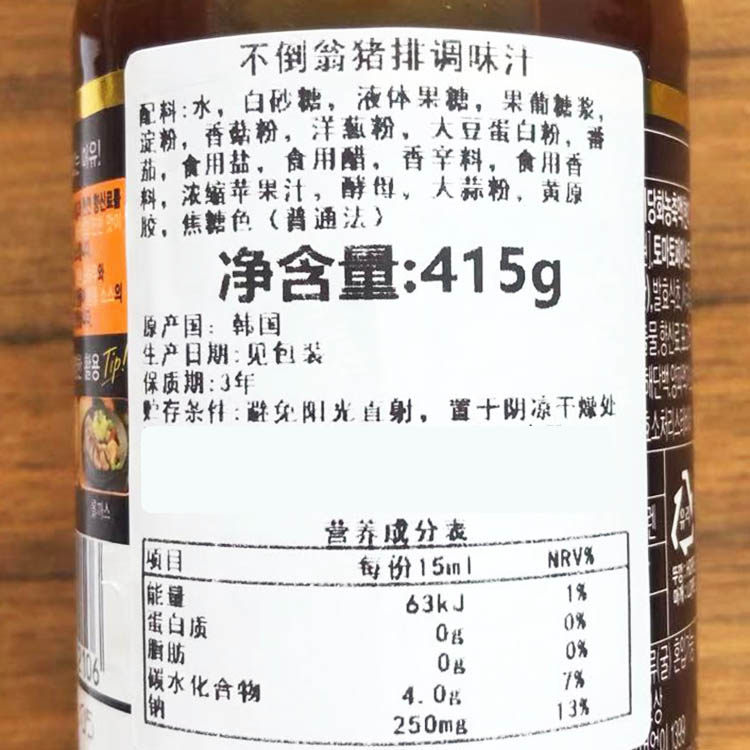 不倒翁猪排调味汁
配料:水，白砂糖，液体果糖，果葡糖浆，
淀粉，香菇粉，洋葱粉，大豆蛋白粉，番
茄，食用盐，食用醋，香辛料，食用香
料，浓缩苹果汁，酵母，大蒜粉，黄原
胶，焦糖色（普通法）
净含量:415g
原产国：韩国
生产日期:见包装
保质期:3年
贮存条件:避免阳光直射，置于阴凉干燥处
营养成分表
项目 每份15ml NRV%
能量 63kJ 1%
蛋白质 0g 0%
脂肪 0g 0%
碳水化合物 4.0g 7%
钠 250mg 13%
활용 Tip!